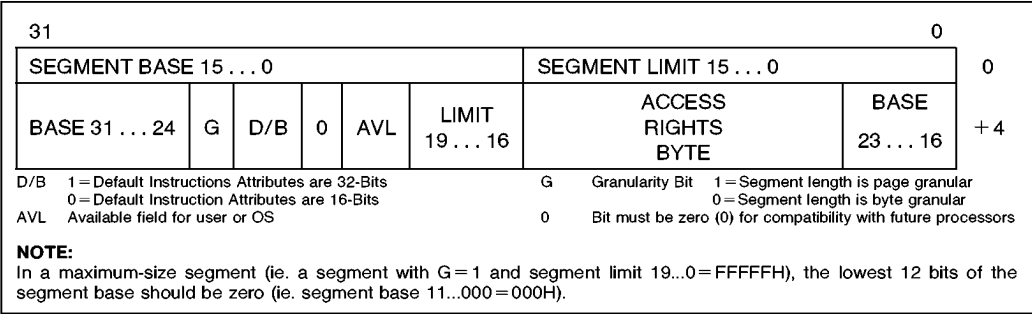 31 0
SEGMENT BASE 15 . . . 0 SEGMENT LIMIT 15 . . . 0 0
BASE 31 . . . 24 G D/B 0 AVL LIMIT 19 . . . 16 ACCESS RIGHTS BYTE BASE 23 . . . 16 +4
D/B 1=Default Instructions Attributes are 32-Bits
0=Default Instruction Attributes are 16-Bits
AVL Available field for user or OS
G Granularity Bit 1=Segment length is page granular
0=Segment length is byte granular
0 Bit must be zero (0) for compatibility with future processors
NOTE:
In a maximum-size segment (ie. a segment with G=1 and segment limit 19...0=FFFFFH), the lowest 12 bits of the
segment base should be zero (ie. segment base 11...000=000H).